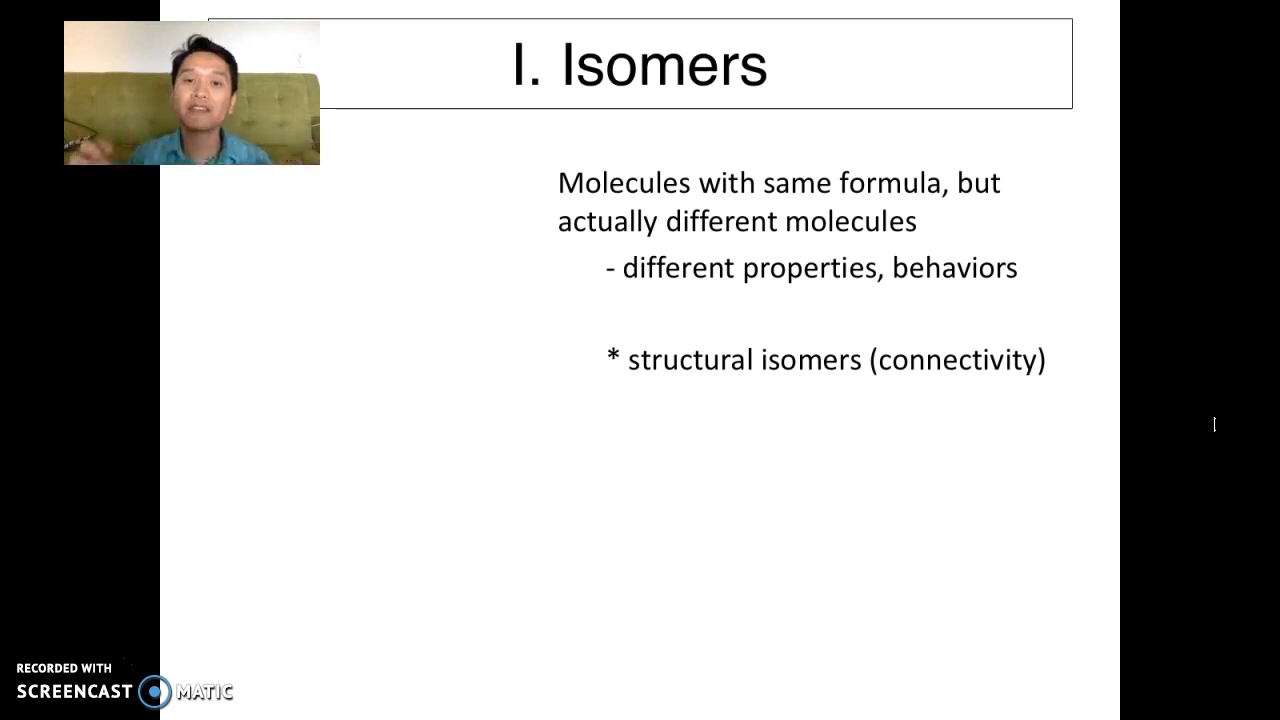 I. Isomers
Molecules with same formula, but
actually different molecules
- different properties, behaviors
* structural isomers (connectivity)
RECORDED WITH
SCREENCAST MATIC